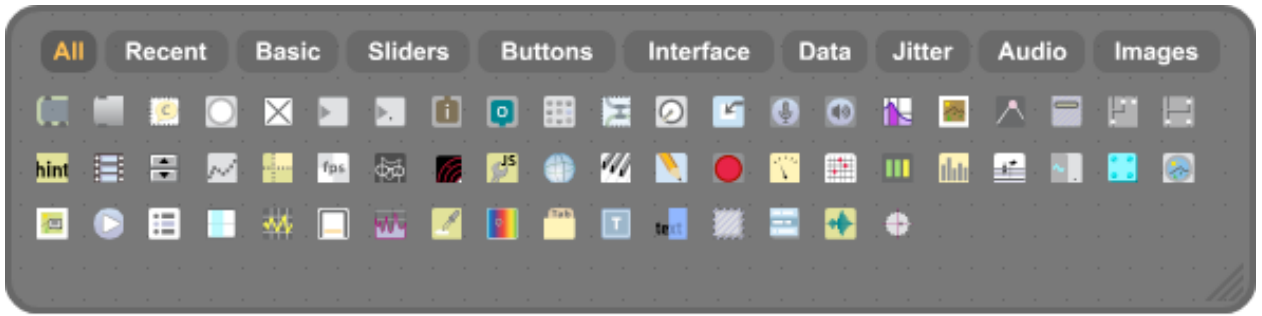 All Recent Basic Sliders Buttons Interface Data Jitter Audio Images
c i o
hint fps JS
Tab T text